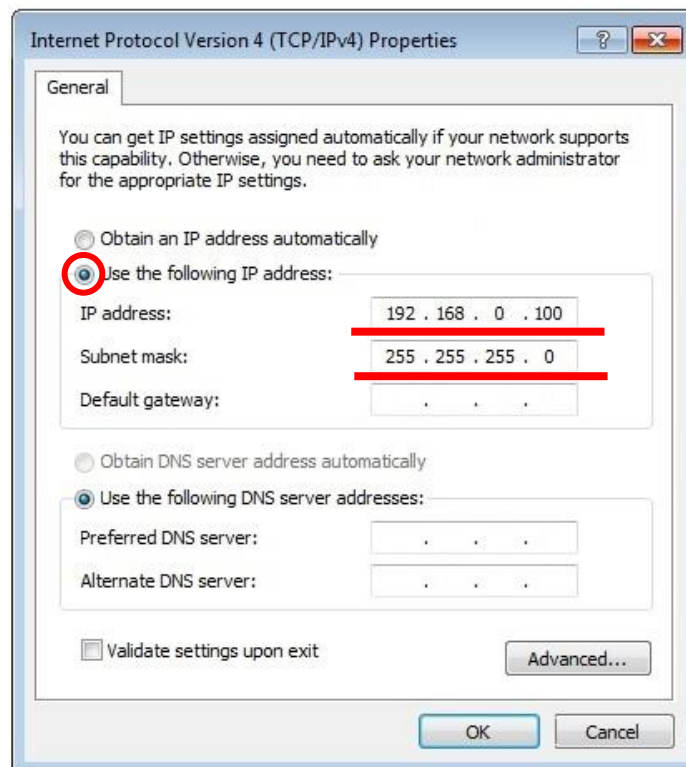 Internet Protocol Version 4 (TCP/IPv4) Properties
General
You can get IP settings assigned automatically if your network supports
this capability. Otherwise, you need to ask your network administrator
for the appropriate IP settings.
Obtain an IP address automatically
Use the following IP address:
IP address: 192 . 168 . 0 . 100
Subnet mask: 255 . 255 . 255 . 0
Default gateway: . . .
Obtain DNS server address automatically
Use the following DNS server addresses:
Preferred DNS server: . . .
Alternate DNS server: . . .
Validate settings upon exit
Advanced...
OK Cancel